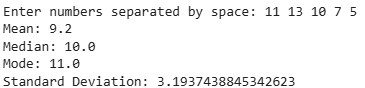 Enter numbers separated by space: 11 13 10 7 5
Mean: 9.2
Median: 10.0
Mode: 11.0
Standard Deviation: 3.1937438845342623